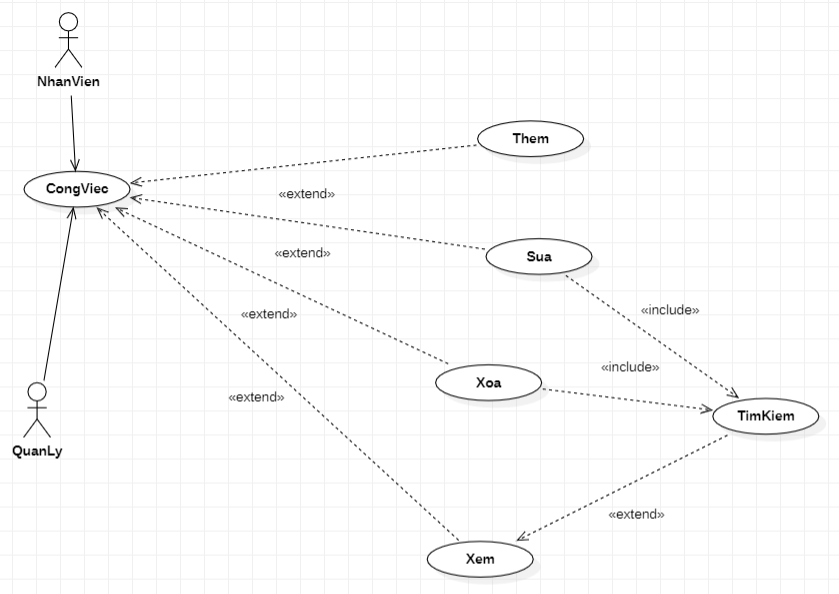 NhanVien
Them
CongViec
«extend»
«extend»
Sua
«include»
«extend»
«include»
Xoa
«extend»
TimKiem
QuanLy
«extend»
Xem